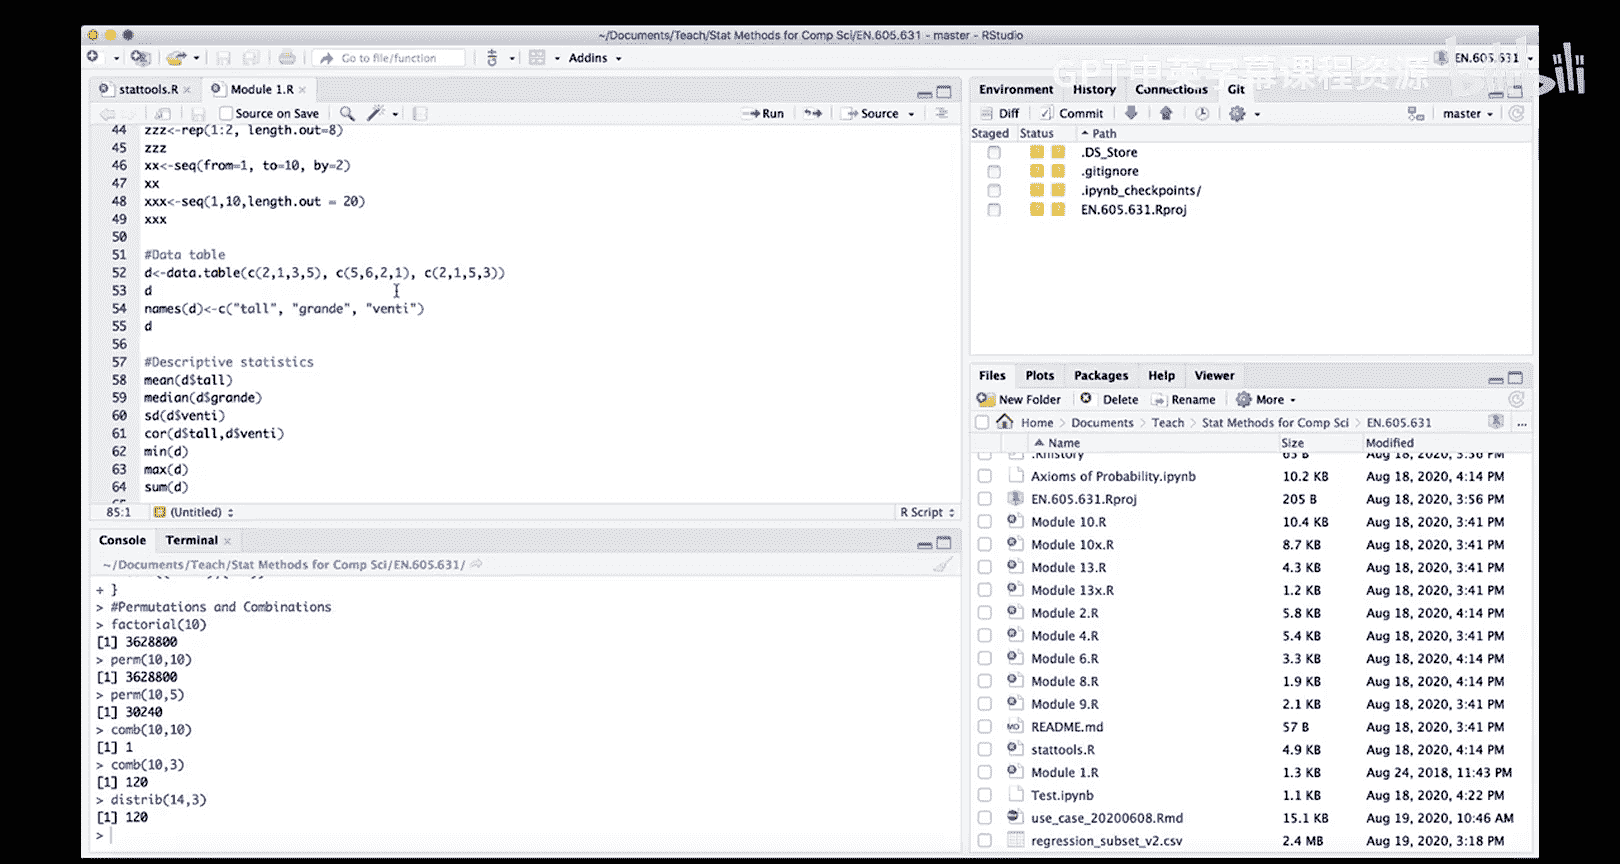 ~/Documents/Teach/Stat Methods for Comp Sci/EN.605.631 - master - RStudio
Go to file/function
Addins
EN.605.631
GPT中英字幕课程资源
stattools.R
Module 1.R
Source on Save
Run
Source
44 zzz<-rep(1:2, length.out=8)
45 zzz
46 xx<-seq(from=1, to=10, by=2)
47 xx
48 xxx<-seq(1,10,length.out = 20)
49 xxx
50
51 #Data table
52 d<-data.table(c(2,1,3,5), c(5,6,2,1), c(2,1,5,3))
53 d
54 names(d)<-c("tall", "grande", "venti")
55 d
56
57 #Descriptive statistics
58 mean(d$tall)
59 median(d$grande)
60 sd(d$venti)
61 cor(d$tall,d$venti)
62 min(d)
63 max(d)
64 sum(d)
85:1 (Untitled) R Script
Console Terminal
~/Documents/Teach/Stat Methods for Comp Sci/EN.605.631/
+ }
> #Permutations and Combinations
> factorial(10)
[1] 3628800
> perm(10,10)
[1] 3628800
> perm(10,5)
[1] 30240
> comb(10,10)
[1] 1
> comb(10,3)
[1] 120
> distrib(14,3)
[1] 120
>
Environment History Connections Git
Diff Commit master
Staged Status Path
.DS_Store
.gitignore
.ipynb_checkpoints/
EN.605.631.Rproj
Files Plots Packages Help Viewer
New Folder Delete Rename More
Home Documents Teach Stat Methods for Comp Sci EN.605.631 ...
Name Size Modified
.Rhistory 63 B Aug 18, 2020, 3:56 PM
Axioms of Probability.ipynb 10.2 KB Aug 18, 2020, 4:14 PM
EN.605.631.Rproj 205 B Aug 18, 2020, 3:56 PM
Module 10.R 10.4 KB Aug 18, 2020, 3:41 PM
Module 10x.R 8.7 KB Aug 18, 2020, 3:41 PM
Module 13.R 4.3 KB Aug 18, 2020, 3:41 PM
Module 13x.R 1.2 KB Aug 18, 2020, 3:41 PM
Module 2.R 5.8 KB Aug 18, 2020, 4:14 PM
Module 4.R 5.4 KB Aug 18, 2020, 3:41 PM
Module 6.R 3.3 KB Aug 18, 2020, 4:14 PM
Module 8.R 1.9 KB Aug 18, 2020, 4:14 PM
Module 9.R 2.1 KB Aug 18, 2020, 3:41 PM
README.md 57 B Aug 18, 2020, 3:41 PM
stattools.R 4.9 KB Aug 18, 2020, 4:14 PM
Module 1.R 1.3 KB Aug 24, 2018, 11:43 PM
Test.ipynb 1.1 KB Aug 18, 2020, 4:22 PM
use_case_20200608.Rmd 15.1 KB Aug 19, 2020, 10:46 AM
regression_subset_v2.csv 2.4 MB Aug 19, 2020, 3:18 PM